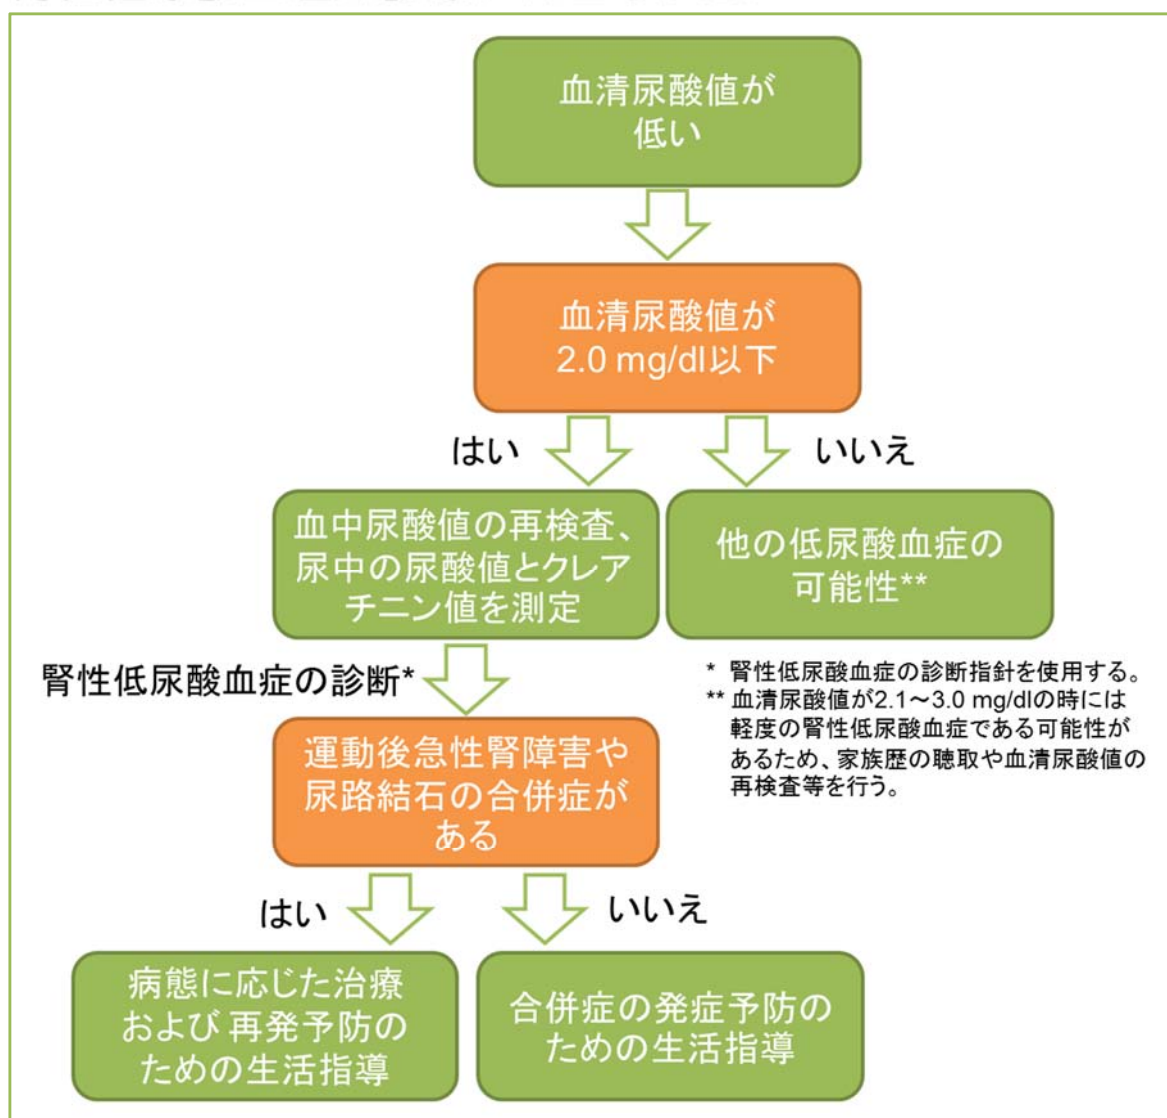 血清尿酸値が
低い
血清尿酸値が
2.0 mg/dl以下
はい
いいえ
血中尿酸値の再検査、
尿中の尿酸値とクレア
チニン値を測定
他の低尿酸血症の
可能性**
腎性低尿酸血症の診断*
* 腎性低尿酸血症の診断指針を使用する。
** 血清尿酸値が2.1～3.0 mg/dlの時には
軽度の腎性低尿酸血症である可能性が
あるため、家族歴の聴取や血清尿酸値の
再検査等を行う。
運動後急性腎障害や
尿路結石の合併症が
ある
はい
いいえ
病態に応じた治療
および 再発予防の
ための生活指導
合併症の発症予防の
ための生活指導